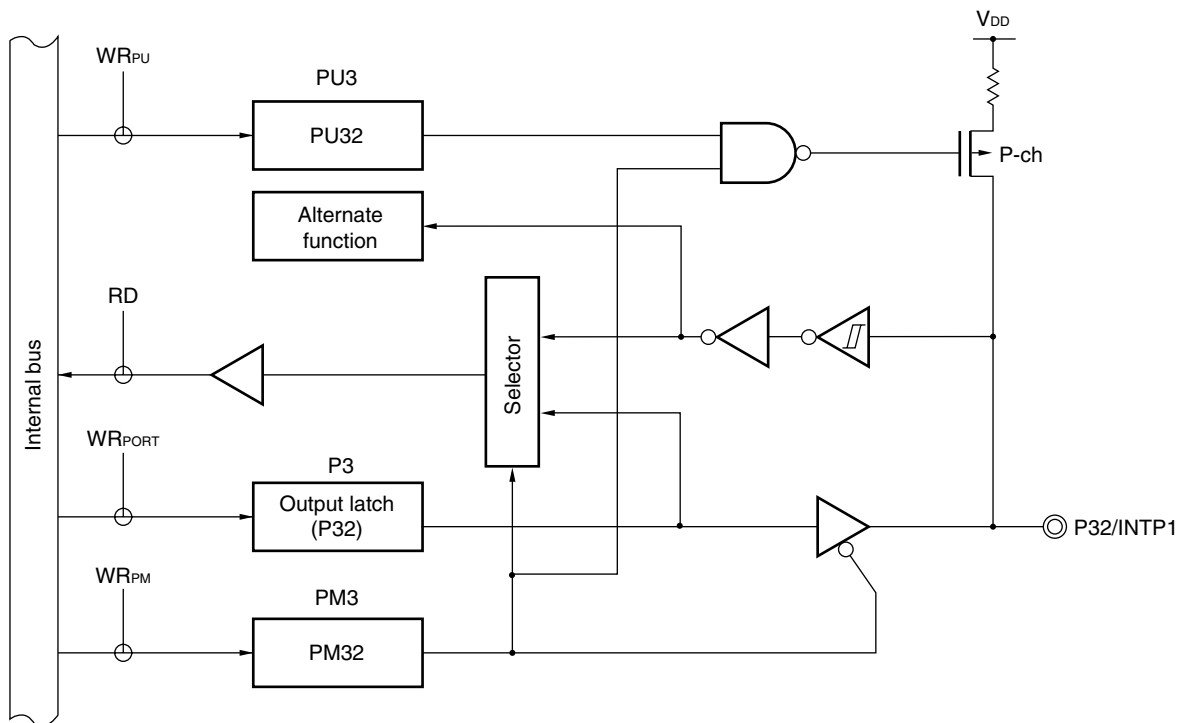 VDD
WRPU
PU3
PU32
P-ch
Alternate
function
RD
Selector
Internal bus
WRPORT
P3
Output latch
(P32)
P32/INTP1
WRPM
PM3
PM32